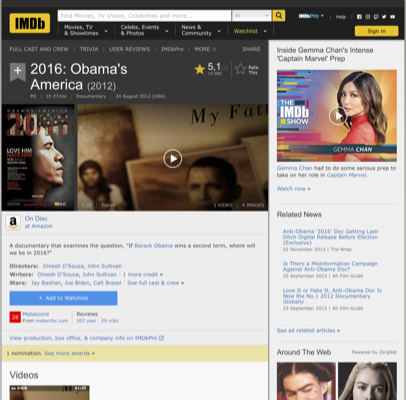 IMDb
Find Movies, TV shows, Celebrities and more...
All
IMDbPro
Help
Movies, TV & Showtimes
Celebs, Events & Photos
News & Community
Watchlist
Sign in
FULL CAST AND CREW | TRIVIA | USER REVIEWS | IMDbPro | MORE
SHARE
2016: Obama's
America (2012)
5,1
Rate This
PG | 1h 27min | Documentary | 24 August 2012 (USA)
2016
LOVE HIM
HATE HIM
My Fat
1:30 | Trailer
1 VIDEO | 4 IMAGES
On Disc
at Amazon
A documentary that examines the question, "If Barack Obama wins a second term, where will
we be in 2016?"
Directors: Dinesh D'Souza, John Sullivan
Writers: Dinesh D'Souza, John Sullivan | 1 more credit »
Stars: Jay Bastian, Joe Biden, Cait Brasel | See full cast & crew »
+ Add to Watchlist
26 Metascore
From metacritic.com
Reviews
207 user | 29 critic
View production, box office, & company info on IMDbPro
1 nomination. See more awards »
Videos
Inside Gemma Chan's Intense
'Captain Marvel' Prep
THE
IMDb
SHOW
GEMMA CHAN
Gemma Chan had to do some serious prep to
take on her role in Captain Marvel.
Watch now »
Related News
Anti-Obama '2016' Doc Getting Last-
Ditch Digital Release Before Election
(Exclusive)
02 November 2012 | The Wrap
Is There a Misinformation Campaign
Against Anti-Obama Doc?
25 September 2012 | Alt Film Guide
Love It or Hate It, Anti-Obama Doc Is
Now the No.1 2012 Documentary
Globally
23 September 2012 | Alt Film Guide
See all related articles »
Around The Web
Powered by ZergNet